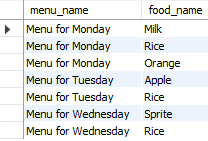 menu_name food_name
Menu for Monday Milk
Menu for Monday Rice
Menu for Monday Orange
Menu for Tuesday Apple
Menu for Tuesday Rice
Menu for Wednesday Sprite
Menu for Wednesday Rice